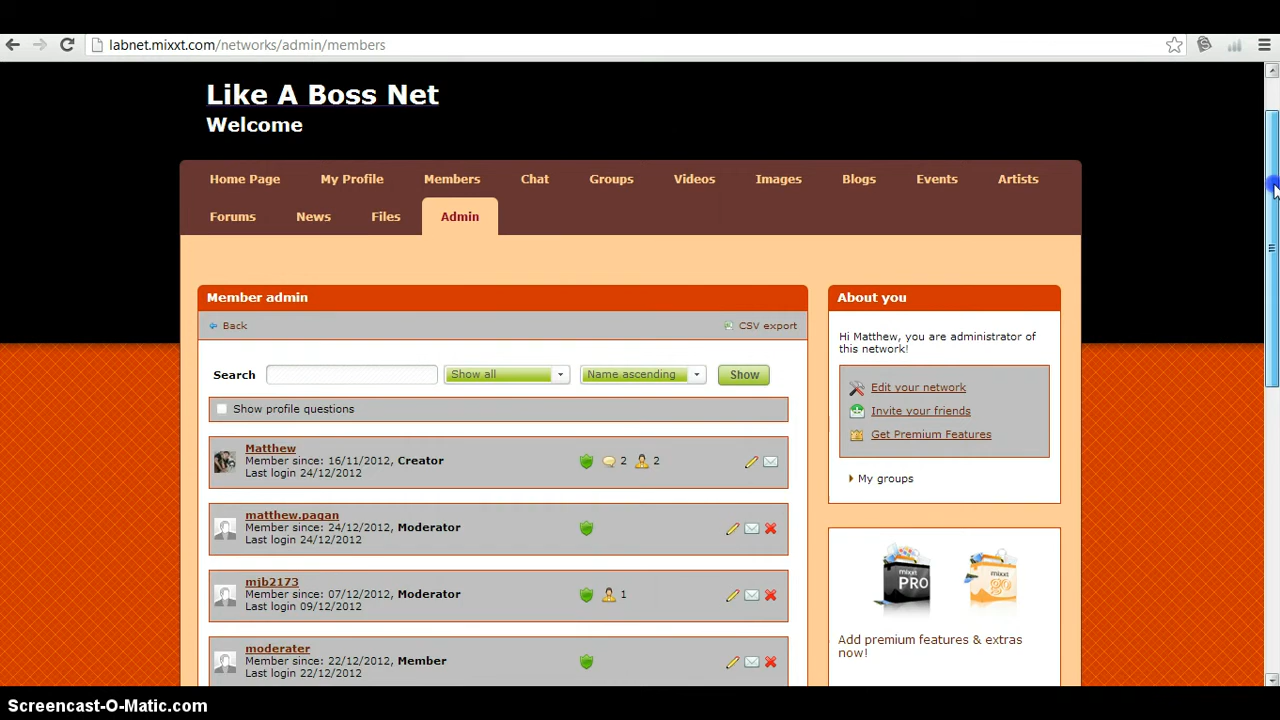 labnet.mixxt.com/networks/admin/members
Like A Boss Net
Welcome
Home Page My Profile Members Chat Groups Videos Images Blogs Events Artists
Forums News Files Admin
Member admin
Back CSV export
Search Show all Name ascending Show
Show profile questions
Matthew
Member since: 16/11/2012, Creator
Last login 24/12/2012
2 2
matthew.pagan
Member since: 24/12/2012, Moderator
Last login 24/12/2012
mjb2173
Member since: 07/12/2012, Moderator
Last login 09/12/2012
1
moderater
Member since: 22/12/2012, Member
Last login 22/12/2012
About you
Hi Matthew, you are administrator of
this network!
Edit your network
Invite your friends
Get Premium Features
My groups
mixxt
PRO
mixxt
go
Add premium features & extras
now!
Screencast-O-Matic.com